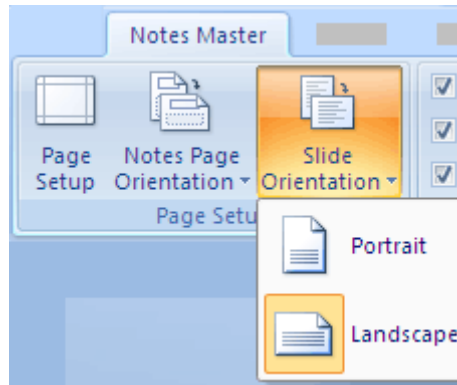 Notes Master
Page Setup
Notes Page Orientation
Slide Orientation
Page Setu
Portrait
Landscape